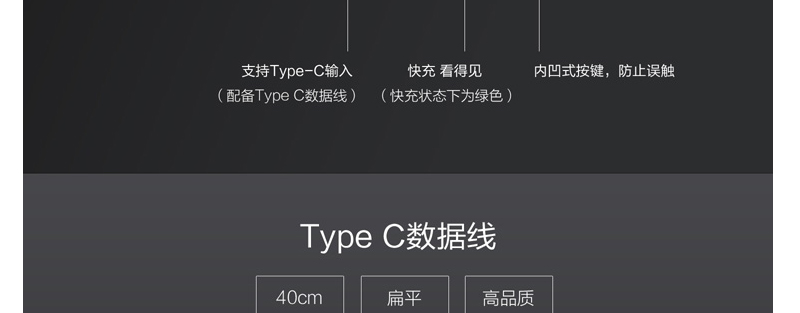 支持Type-C输入 快充 看得见 内凹式按键，防止误触
（配备Type C数据线） （快充状态下为绿色）
Type C数据线
40cm 扁平 高品质